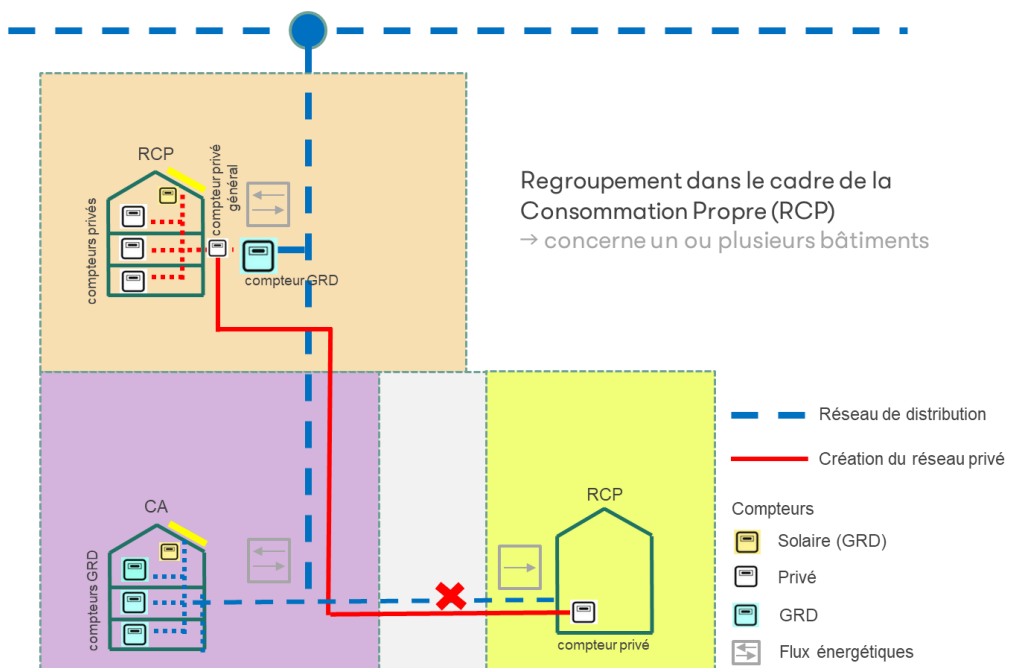 RCP
compteurs privés
compteur privé
général
compteur GRD
Regroupement dans le cadre de la
Consommation Propre (RCP)
→ concerne un ou plusieurs bâtiments
CA
compteurs GRD
RCP
compteur privé
Réseau de distribution
Création du réseau privé
Compteurs
Solaire (GRD)
Privé
GRD
Flux énergétiques